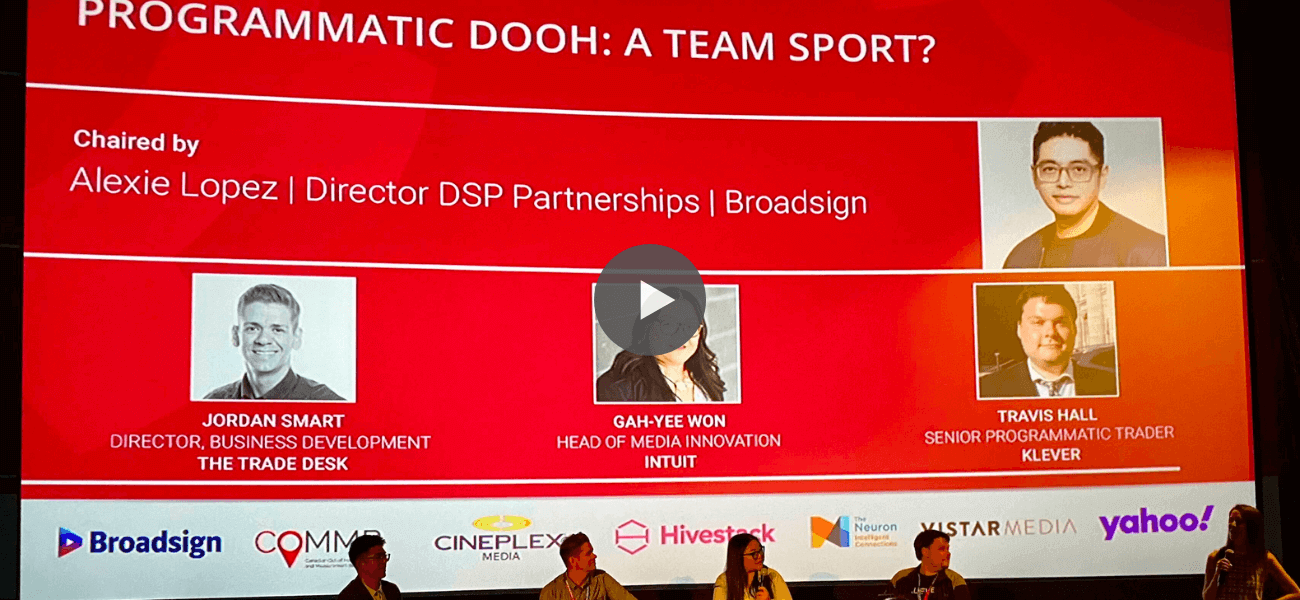 PROGRAMMATIC DOOH: A TEAM SPORT?
Chaired by
Alexie Lopez | Director DSP Partnerships | Broadsign
JORDAN SMART
DIRECTOR, BUSINESS DEVELOPMENT
THE TRADE DESK
GAH-YEE WON
HEAD OF MEDIA INNOVATION
INTUIT
TRAVIS HALL
SENIOR PROGRAMMATIC TRADER
KLEVER
Broadsign
COMMB
CINEPLEX
MEDIA
Hivestack
The
Neuron
Intelligent
Connections
VISTAR MEDIA
yahoo!